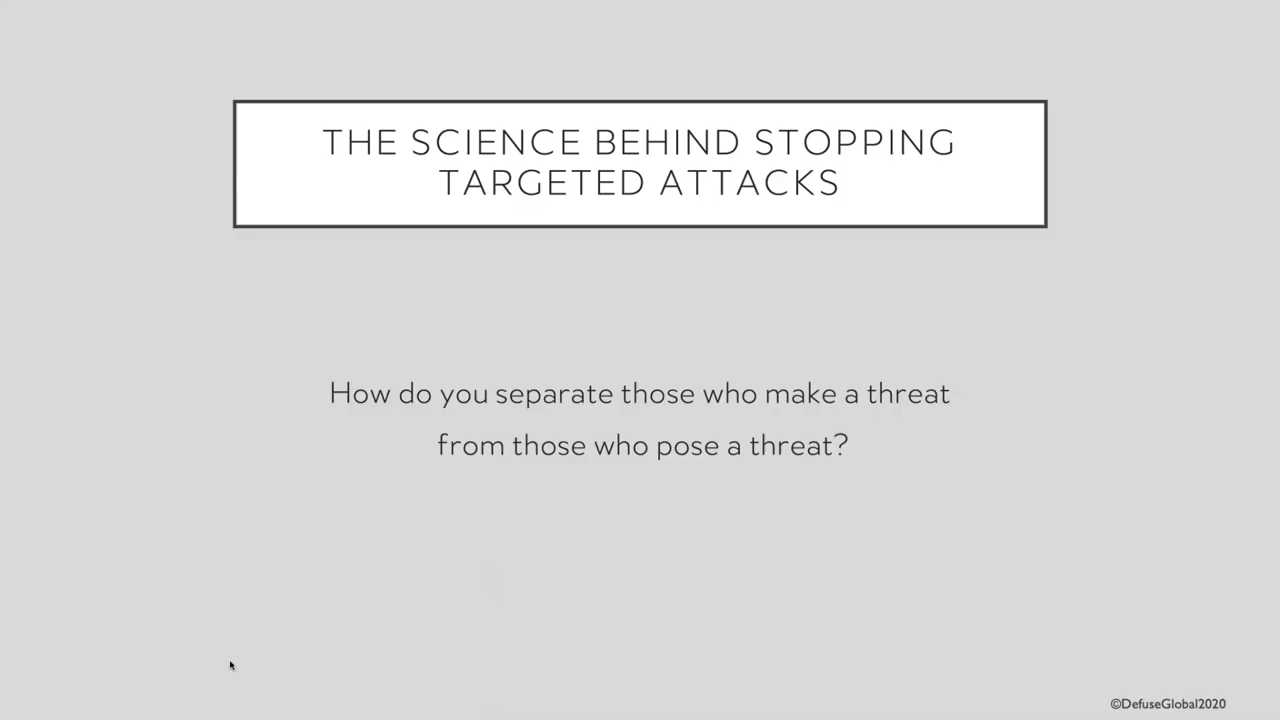 THE SCIENCE BEHIND STOPPING
TARGETED ATTACKS
How do you separate those who make a threat
from those who pose a threat?
©DefuseGlobal2020